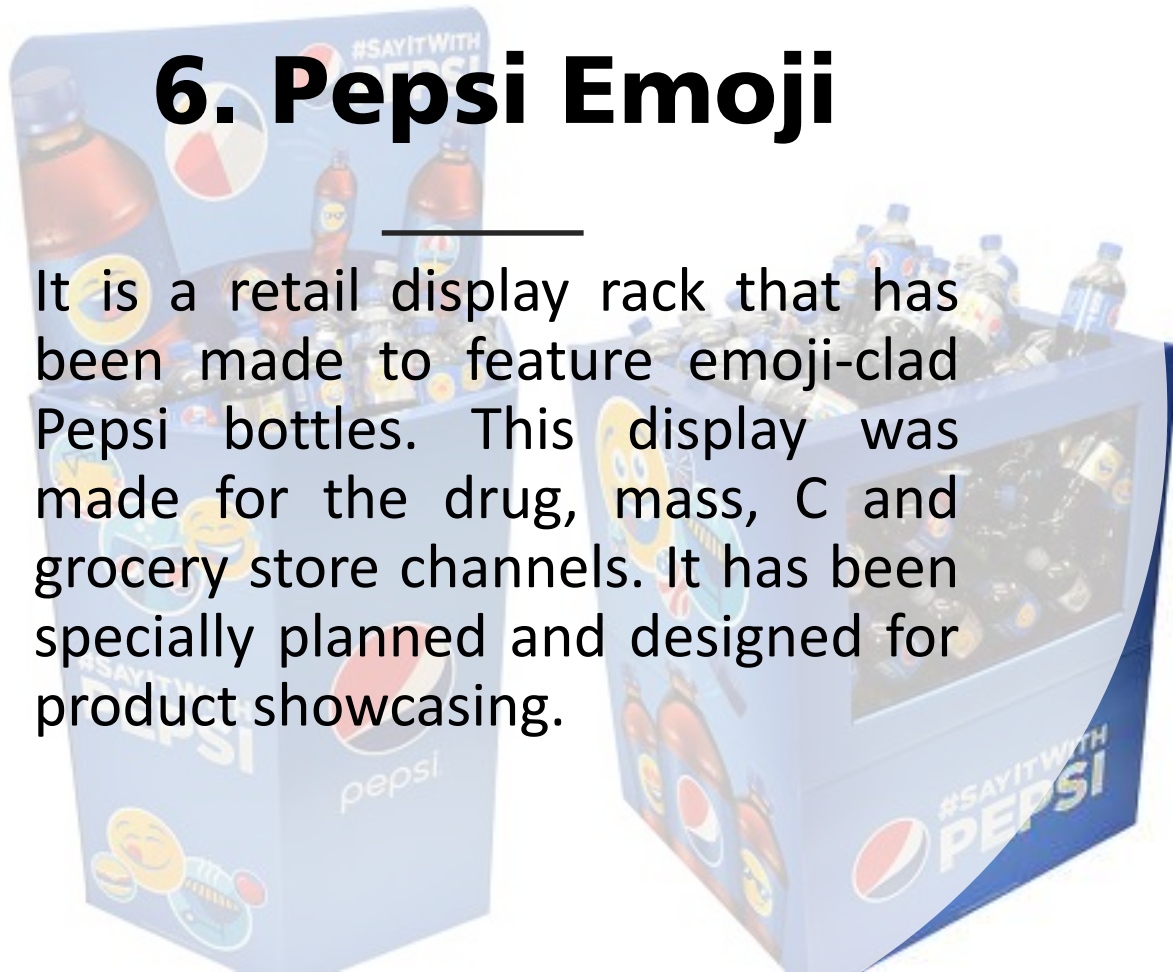 #SAYITWITH
PEPSI
6. Pepsi Emoji
It is a retail display rack that has
been made to feature emoji-clad
Pepsi bottles. This display was
made for the drug, mass, C and
grocery store channels. It has been
specially planned and designed for
product showcasing.
#SAYITWITH
PEPSI
pepsi
#SAYITWITH
PEPSI